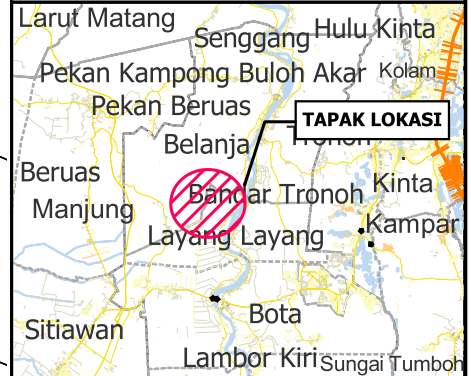 Larut Matang
Senggang
Hulu Kinta
Pekan Kampong Buloh Akar
Kolam
Pekan Beruas
TAPAK LOKASI
Belanja
Tronoh
Beruas
Bandar Tronoh
Kinta
Manjung
Kampar
Layang Layang
Bota
Sitiawan
Lambor Kiri
Sungai Tumboh